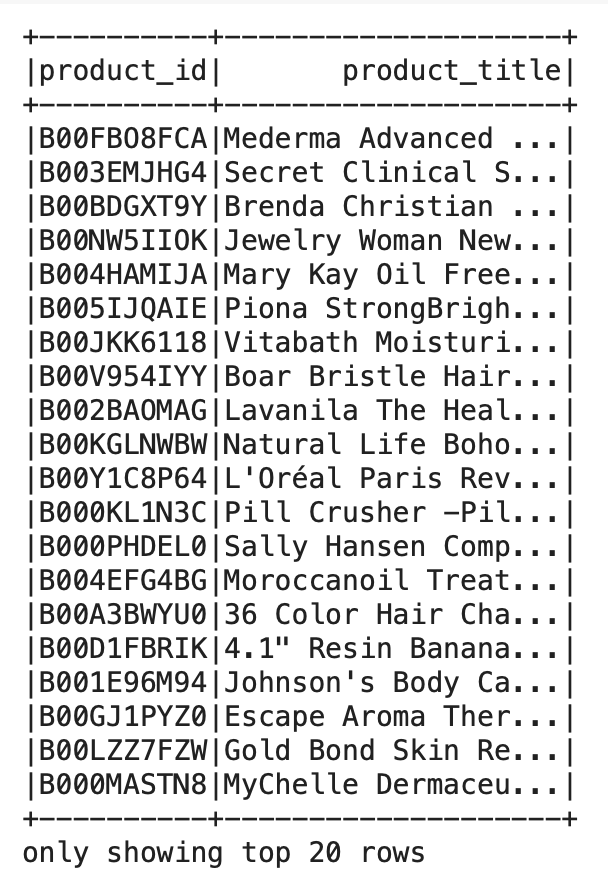 +----------+--------------------+
|product_id|       product_title|
+----------+--------------------+
|B00FBO8FCA|Mederma Advanced ...|
|B003EMJHG4|Secret Clinical S...|
|B00BDGXT9Y|Brenda Christian ...|
|B00NW5IIOK|Jewelry Woman New...|
|B004HAMIJA|Mary Kay Oil Free...|
|B005IJQAIE|Piona StrongBrigh...|
|B00JKK6118|Vitabath Moisturi...|
|B00V954IYY|Boar Bristle Hair...|
|B002BAOMAG|Lavanila The Heal...|
|B00KGLNWBW|Natural Life Boho...|
|B00Y1C8P64|L'Oréal Paris Rev...|
|B000KL1N3C|Pill Crusher -Pil...|
|B000PHDEL0|Sally Hansen Comp...|
|B004EFG4BG|Moroccanoil Treat...|
|B00A3BWYU0|36 Color Hair Cha...|
|B00D1FBRIK|4.1" Resin Banana...|
|B001E96M94|Johnson's Body Ca...|
|B00GJ1PYZ0|Escape Aroma Ther...|
|B00LZZ7FZW|Gold Bond Skin Re...|
|B000MASTN8|MyChelle Dermaceu...|
+----------+--------------------+
only showing top 20 rows